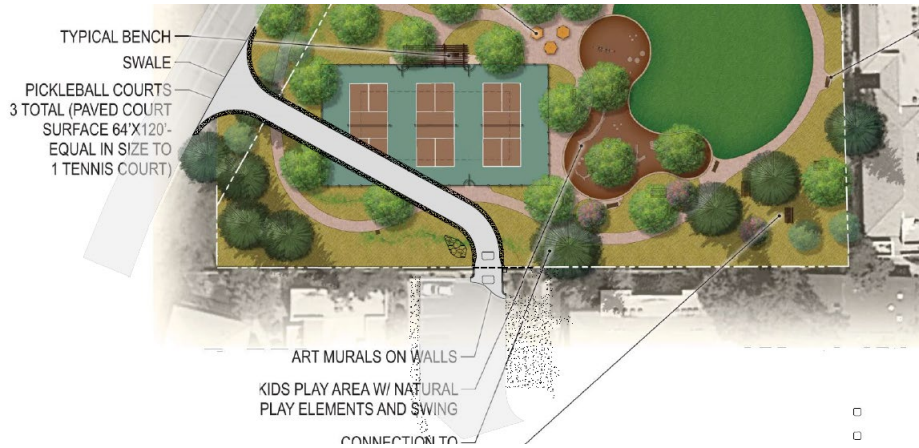 TYPICAL BENCH
SWALE
PICKLEBALL COURTS
3 TOTAL (PAVED COURT
SURFACE 64'X120'-
EQUAL IN SIZE TO
1 TENNIS COURT)
ART MURALS ON WALLS
KIDS PLAY AREA W/ NATURAL
PLAY ELEMENTS AND SWING
CONNECTION TO